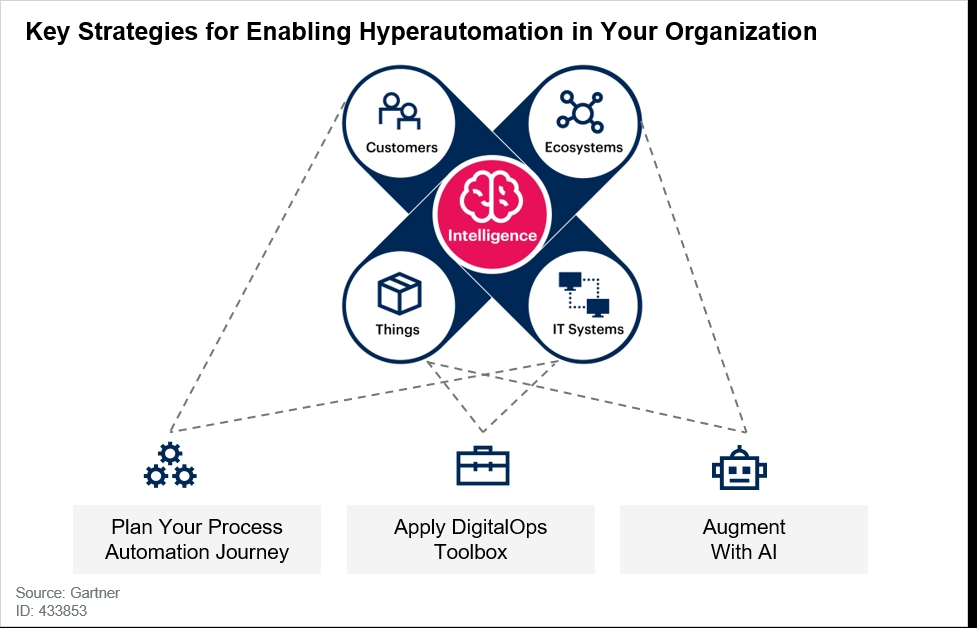 Key Strategies for Enabling Hyperautomation in Your Organization
Customers
Ecosystems
Intelligence
Things
IT Systems
Plan Your Process
Automation Journey
Apply DigitalOps
Toolbox
Augment
With AI
Source: Gartner
ID: 433853